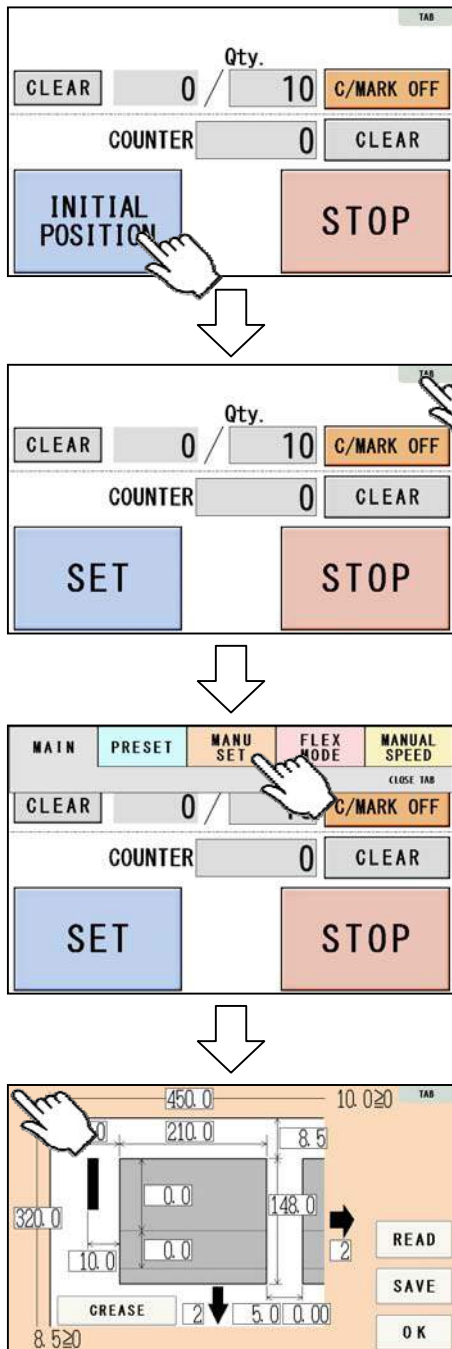 TAB
Qty.
CLEAR 0 / 10 C/MARK OFF
COUNTER 0 CLEAR
INITIAL
POSITION
STOP
TAB
Qty.
CLEAR 0 / 10 C/MARK OFF
COUNTER 0 CLEAR
SET STOP
MAIN PRESET MANU
SET FLEX
MODE MANUAL
SPEED
CLOSE TAB
CLEAR 0 / C/MARK OFF
COUNTER 0 CLEAR
SET STOP
450.0 10.0≧0 TAB
210.0 8.5
0.0
320.0 148.0
10.0 0.0 2 READ
SAVE
CREASE 2 5.0 0.00
8.5≧0 OK